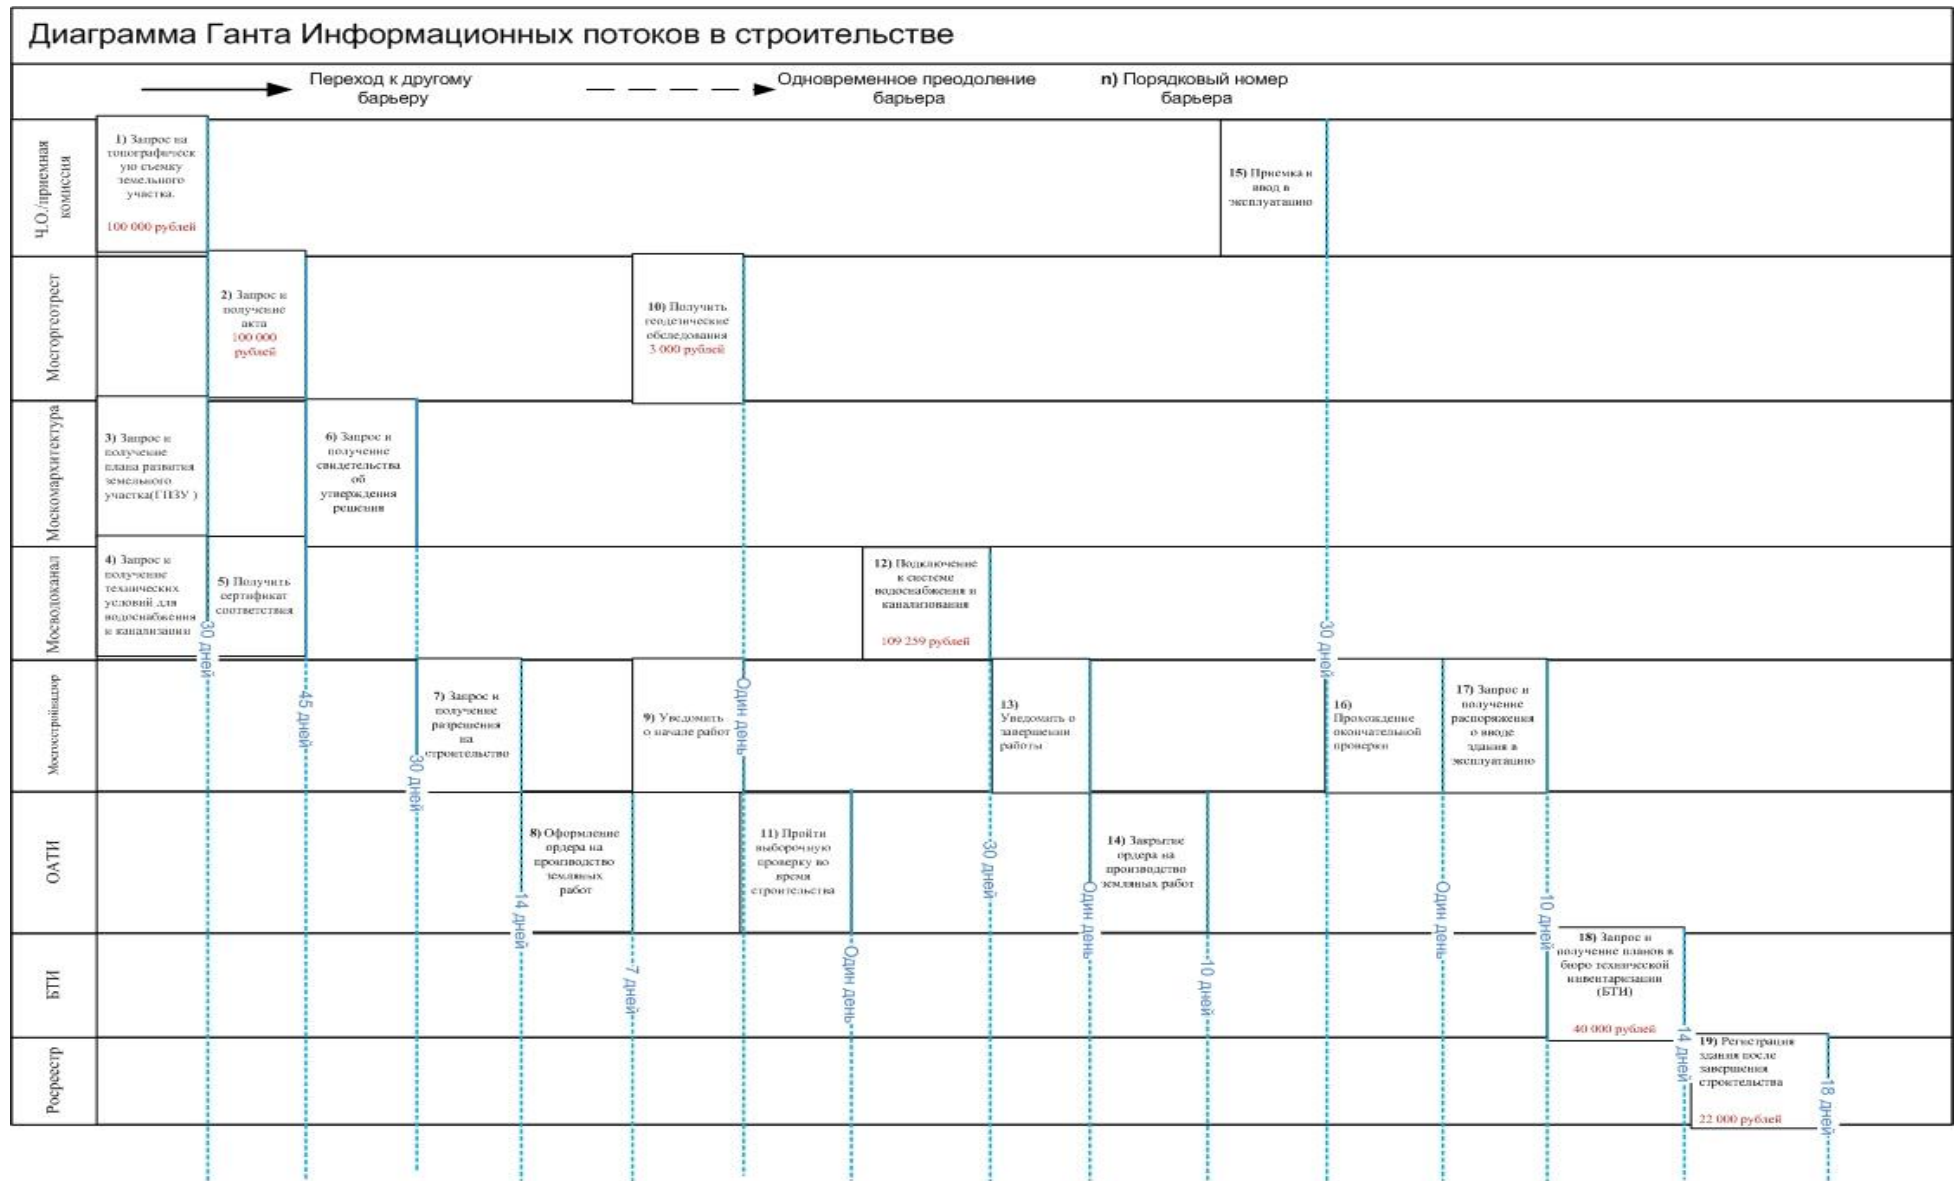 Диаграмма Ганта Информационных потоков в строительстве
Переход к другому
барьеру
Одновременное преодоление
барьера
n) Порядковый номер
барьера
Ч.О./приемная
комиссия
1) Запрос на
топографическ
ую съемку
земельного
участка.
100 000 рублей
15) Приемка и
ввод в
эксплуатацию
Мосгоргеотрест
2) Запрос и
получение
акта
100 000
рублей
10) Получить
геодезические
обследования
3 000 рублей
Москомархитектура
3) Запрос и
получение
плана развития
земельного
участка(ГПЗУ )
6) Запрос и
получение
свидетельства
об
утверждения
решения
Мосводоканал
4) Запрос и
получение
технических
условий для
водоснабжения
и канализации
5) Получить
сертификат
соответствия
12) Подключение
к системе
водоснабжения и
канализования
109 259 рублей
30 дней
30 дней
Мосгосстройнадзор
7) Запрос и
получение
разрешения
на
строительство
9) Уведомить
о начале работ
13)
Уведомить о
завершении
работы
16)
Прохождение
окончательной
проверки
17) Запрос и
получение
распоряжения
о вводе
здания в
эксплуатацию
45 дней
30 дней
Один день
ОАТИ
8) Оформление
ордера на
производство
земляных
работ
11) Пройти
выборочную
проверку во
время
строительства
14) Закрытие
ордера на
производство
земляных работ
14 дней
30 дней
Один день
Один день
10 дней
БТИ
7 дней
Один день
10 дней
18) Запрос и
получение планов в
бюро технической
инвентаризации
(БТИ)
40 000 рублей
Росреестр
14 дней
19) Регистрация
здания после
завершения
строительства
22 000 рублей
18 дней